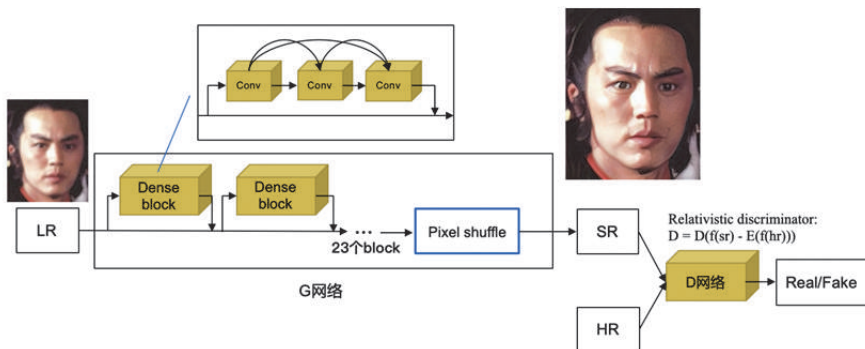 Conv
Conv
Conv
Dense
block
Dense
block
LR
...
23个block
Pixel shuffle
G网络
SR
Relativistic discriminator:
D = D(f(sr) - E(f(hr)))
D网络
Real/Fake
HR